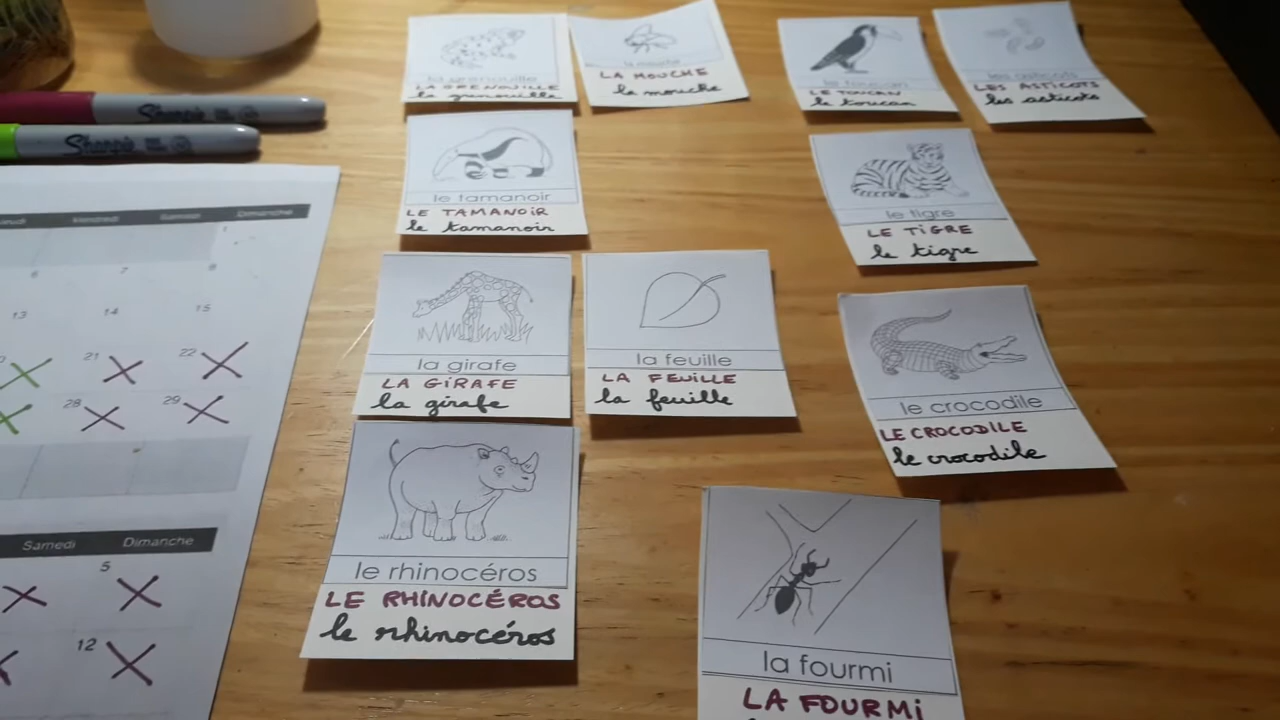 la grenouille
LA GRENOUILLE
la grenouille
la mouche
LA MOUCHE
la mouche
le toucan
LE TOUCAN
le toucan
les asticots
LES ASTICOTS
les asticots
Sharpie
Sharpie
le tamanoir
LE TAMANOIR
le tamanoir
le tigre
LE TIGRE
le tigre
Jeudi Vendredi Samedi Dimanche
1
6 7 8
13 14 15
21 22
28 29
la girafe
LA GIRAFE
la girafe
la feuille
LA FEUILLE
la feuille
le crocodile
LE CROCODILE
le crocodile
le rhinocéros
LE RHINOCÉROS
le rhinocéros
la fourmi
LA FOURMI
Samedi Dimanche
5
12